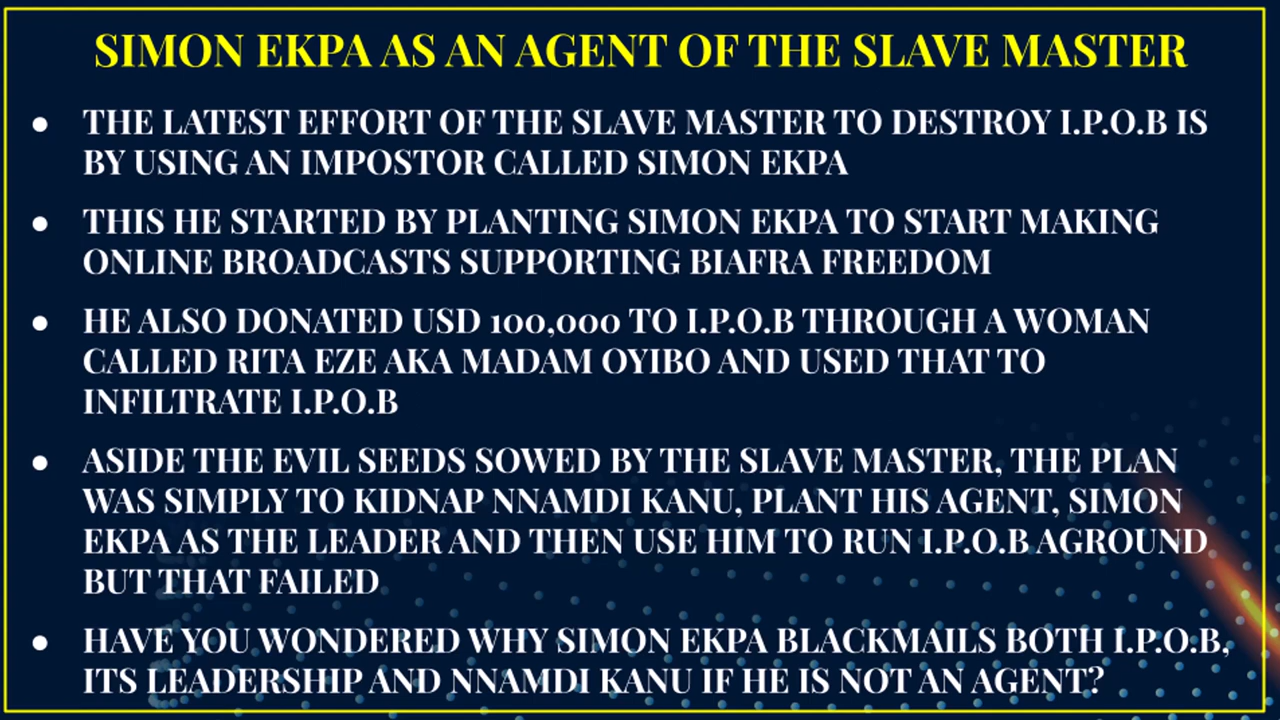 SIMON EKPA AS AN AGENT OF THE SLAVE MASTER
● THE LATEST EFFORT OF THE SLAVE MASTER TO DESTROY I.P.O.B IS
BY USING AN IMPOSTOR CALLED SIMON EKPA
● THIS HE STARTED BY PLANTING SIMON EKPA TO START MAKING
ONLINE BROADCASTS SUPPORTING BIAFRA FREEDOM
● HE ALSO DONATED USD 100,000 TO I.P.O.B THROUGH A WOMAN
CALLED RITA EZE AKA MADAM OYIBO AND USED THAT TO
INFILTRATE I.P.O.B
● ASIDE THE EVIL SEEDS SOWED BY THE SLAVE MASTER, THE PLAN
WAS SIMPLY TO KIDNAP NNAMDI KANU, PLANT HIS AGENT, SIMON
EKPA AS THE LEADER AND THEN USE HIM TO RUN I.P.O.B AGROUND
BUT THAT FAILED
● HAVE YOU WONDERED WHY SIMON EKPA BLACKMAILS BOTH I.P.O.B,
ITS LEADERSHIP AND NNAMDI KANU IF HE IS NOT AN AGENT?